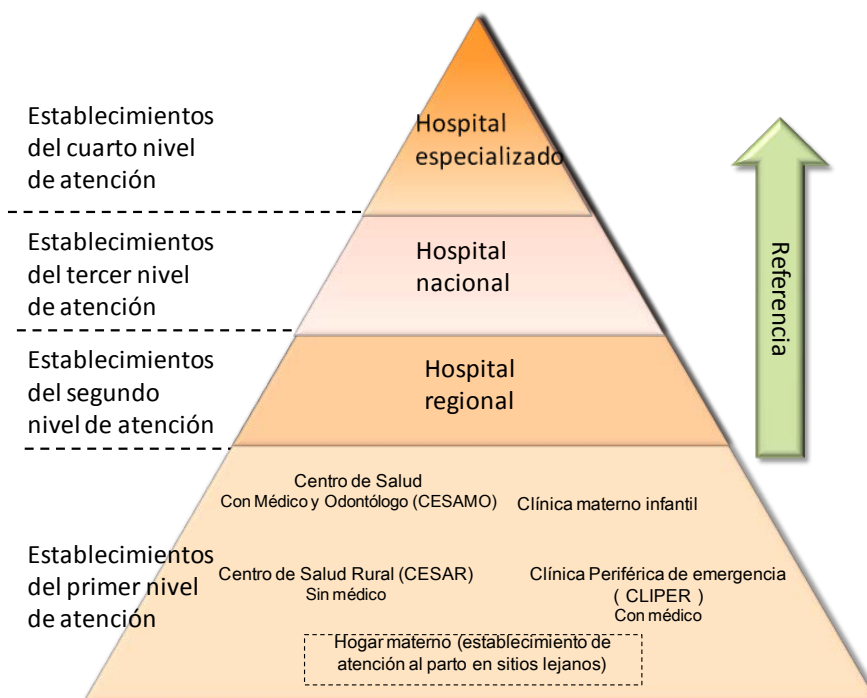 Establecimientos
del cuarto nivel
de atención
Hospital
especializado
Establecimientos
del tercer nivel
de atención
Hospital
nacional
Establecimientos
del segundo
nivel de atención
Hospital
regional
Referencia
Establecimientos
del primer nivel
de atención
Centro de Salud
Con Médico y Odontólogo (CESAMO)
Clínica materno infantil
Centro de Salud Rural (CESAR)
Sin médico
Clínica Periférica de emergencia
( CLIPER )
Con médico
Hogar materno (establecimiento de
atención al parto en sitios lejanos)